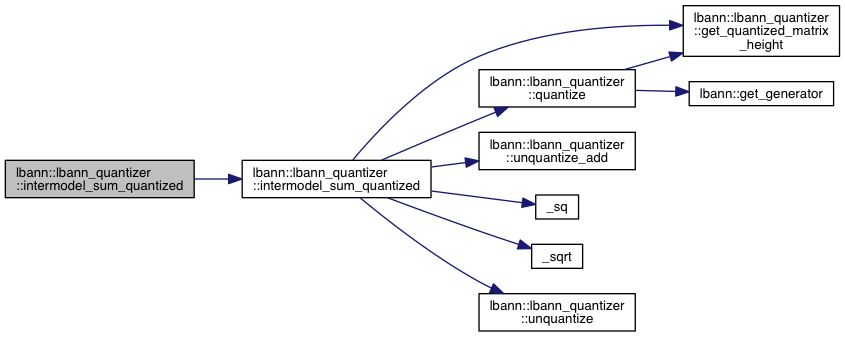 lbann::lbann_quantizer
::intermodel_sum_quantized
lbann::lbann_quantizer
::intermodel_sum_quantized
lbann::lbann_quantizer
::get_quantized_matrix
_height
lbann::lbann_quantizer
::quantize
lbann::get_generator
lbann::lbann_quantizer
::unquantize_add
_sq
_sqrt
lbann::lbann_quantizer
::unquantize